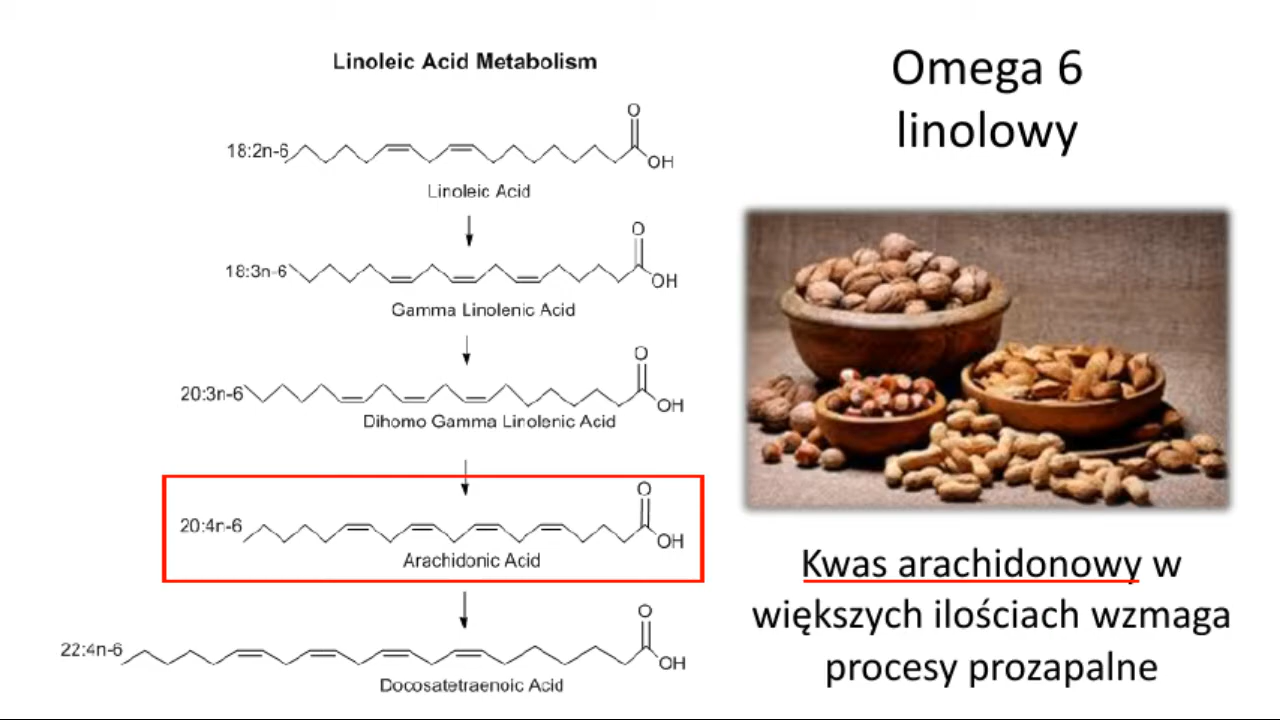 Linoleic Acid Metabolism
18:2n-6
O
OH
Linoleic Acid
18:3n-6
O
OH
Gamma Linolenic Acid
20:3n-6
O
OH
Dihomo Gamma Linolenic Acid
20:4n-6
O
OH
Arachidonic Acid
22:4n-6
O
OH
Docosatetraenoic Acid
Omega 6
linolowy
Kwas arachidonowy w
większych ilościach wzmaga
procesy prozapalne